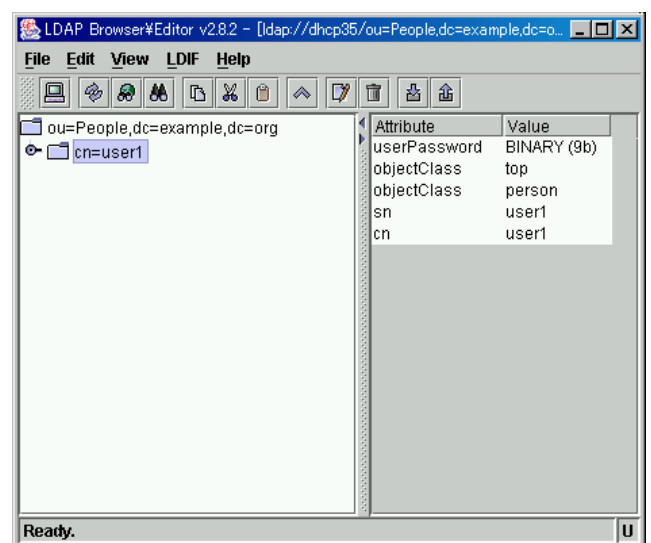 LDAP Browser¥Editor v2.8.2 - [ldap://dhcp35/ou=People,dc=example,dc=o...
File Edit View LDIF Help
ou=People,dc=example,dc=org
cn=user1
Attribute Value
userPassword BINARY (9b)
objectClass top
objectClass person
sn user1
cn user1
Ready. U